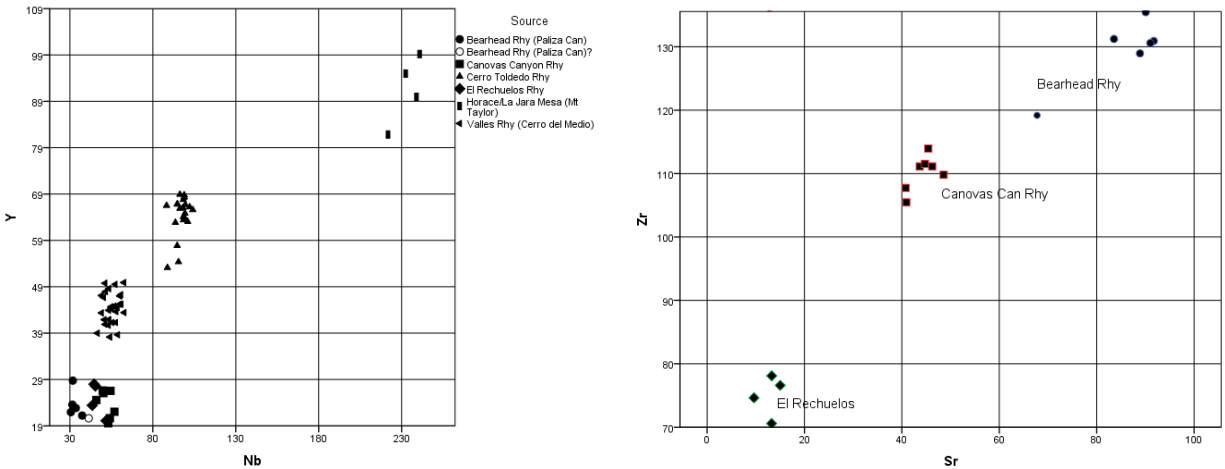 109
99
89
79
69
59
49
39
29
19
Y
30
80
130
180
230
Nb
Source
Bearhead Rhy (Paliza Can)
Bearhead Rhy (Paliza Can)?
Canovas Canyon Rhy
Cerro Toldedo Rhy
El Rechuelos Rhy
Horace/La Jara Mesa (Mt
Taylor)
Valles Rhy (Cerro del Medio)
130
120
110
100
90
80
70
Zr
Bearhead Rhy
Canovas Can Rhy
El Rechuelos
0
20
40
60
80
100
Sr